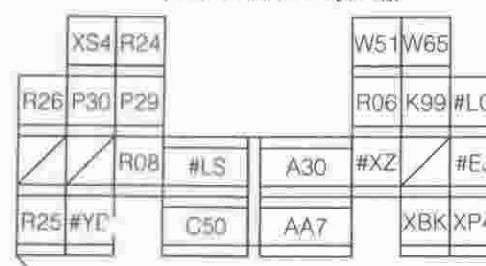 XS4 R24 W51 W65
R26 P30 P29 R06 K99
R08 #LS A30 #XZ
R25 C50 AA7 XBK